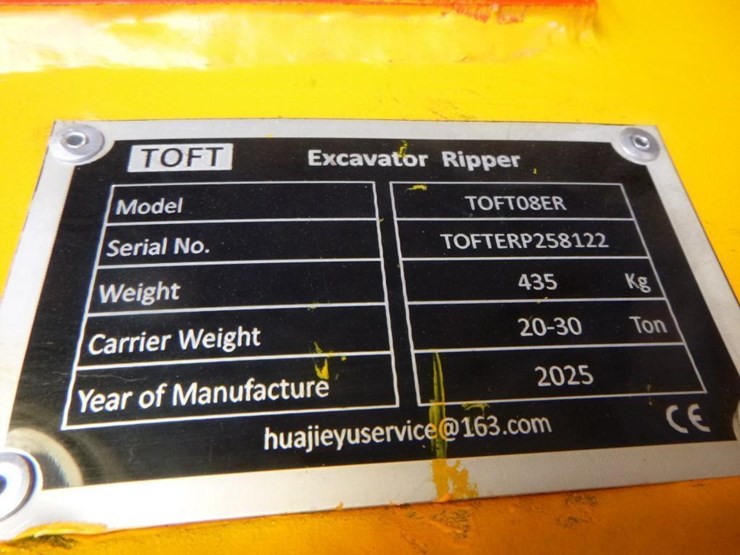 TOFT Excavator Ripper
Model TOFT08ER
Serial No. TOFTERP258122
Weight 435 Kg
Carrier Weight 20-30 Ton
Year of Manufacture 2025
huajieyuservice@163.com CE